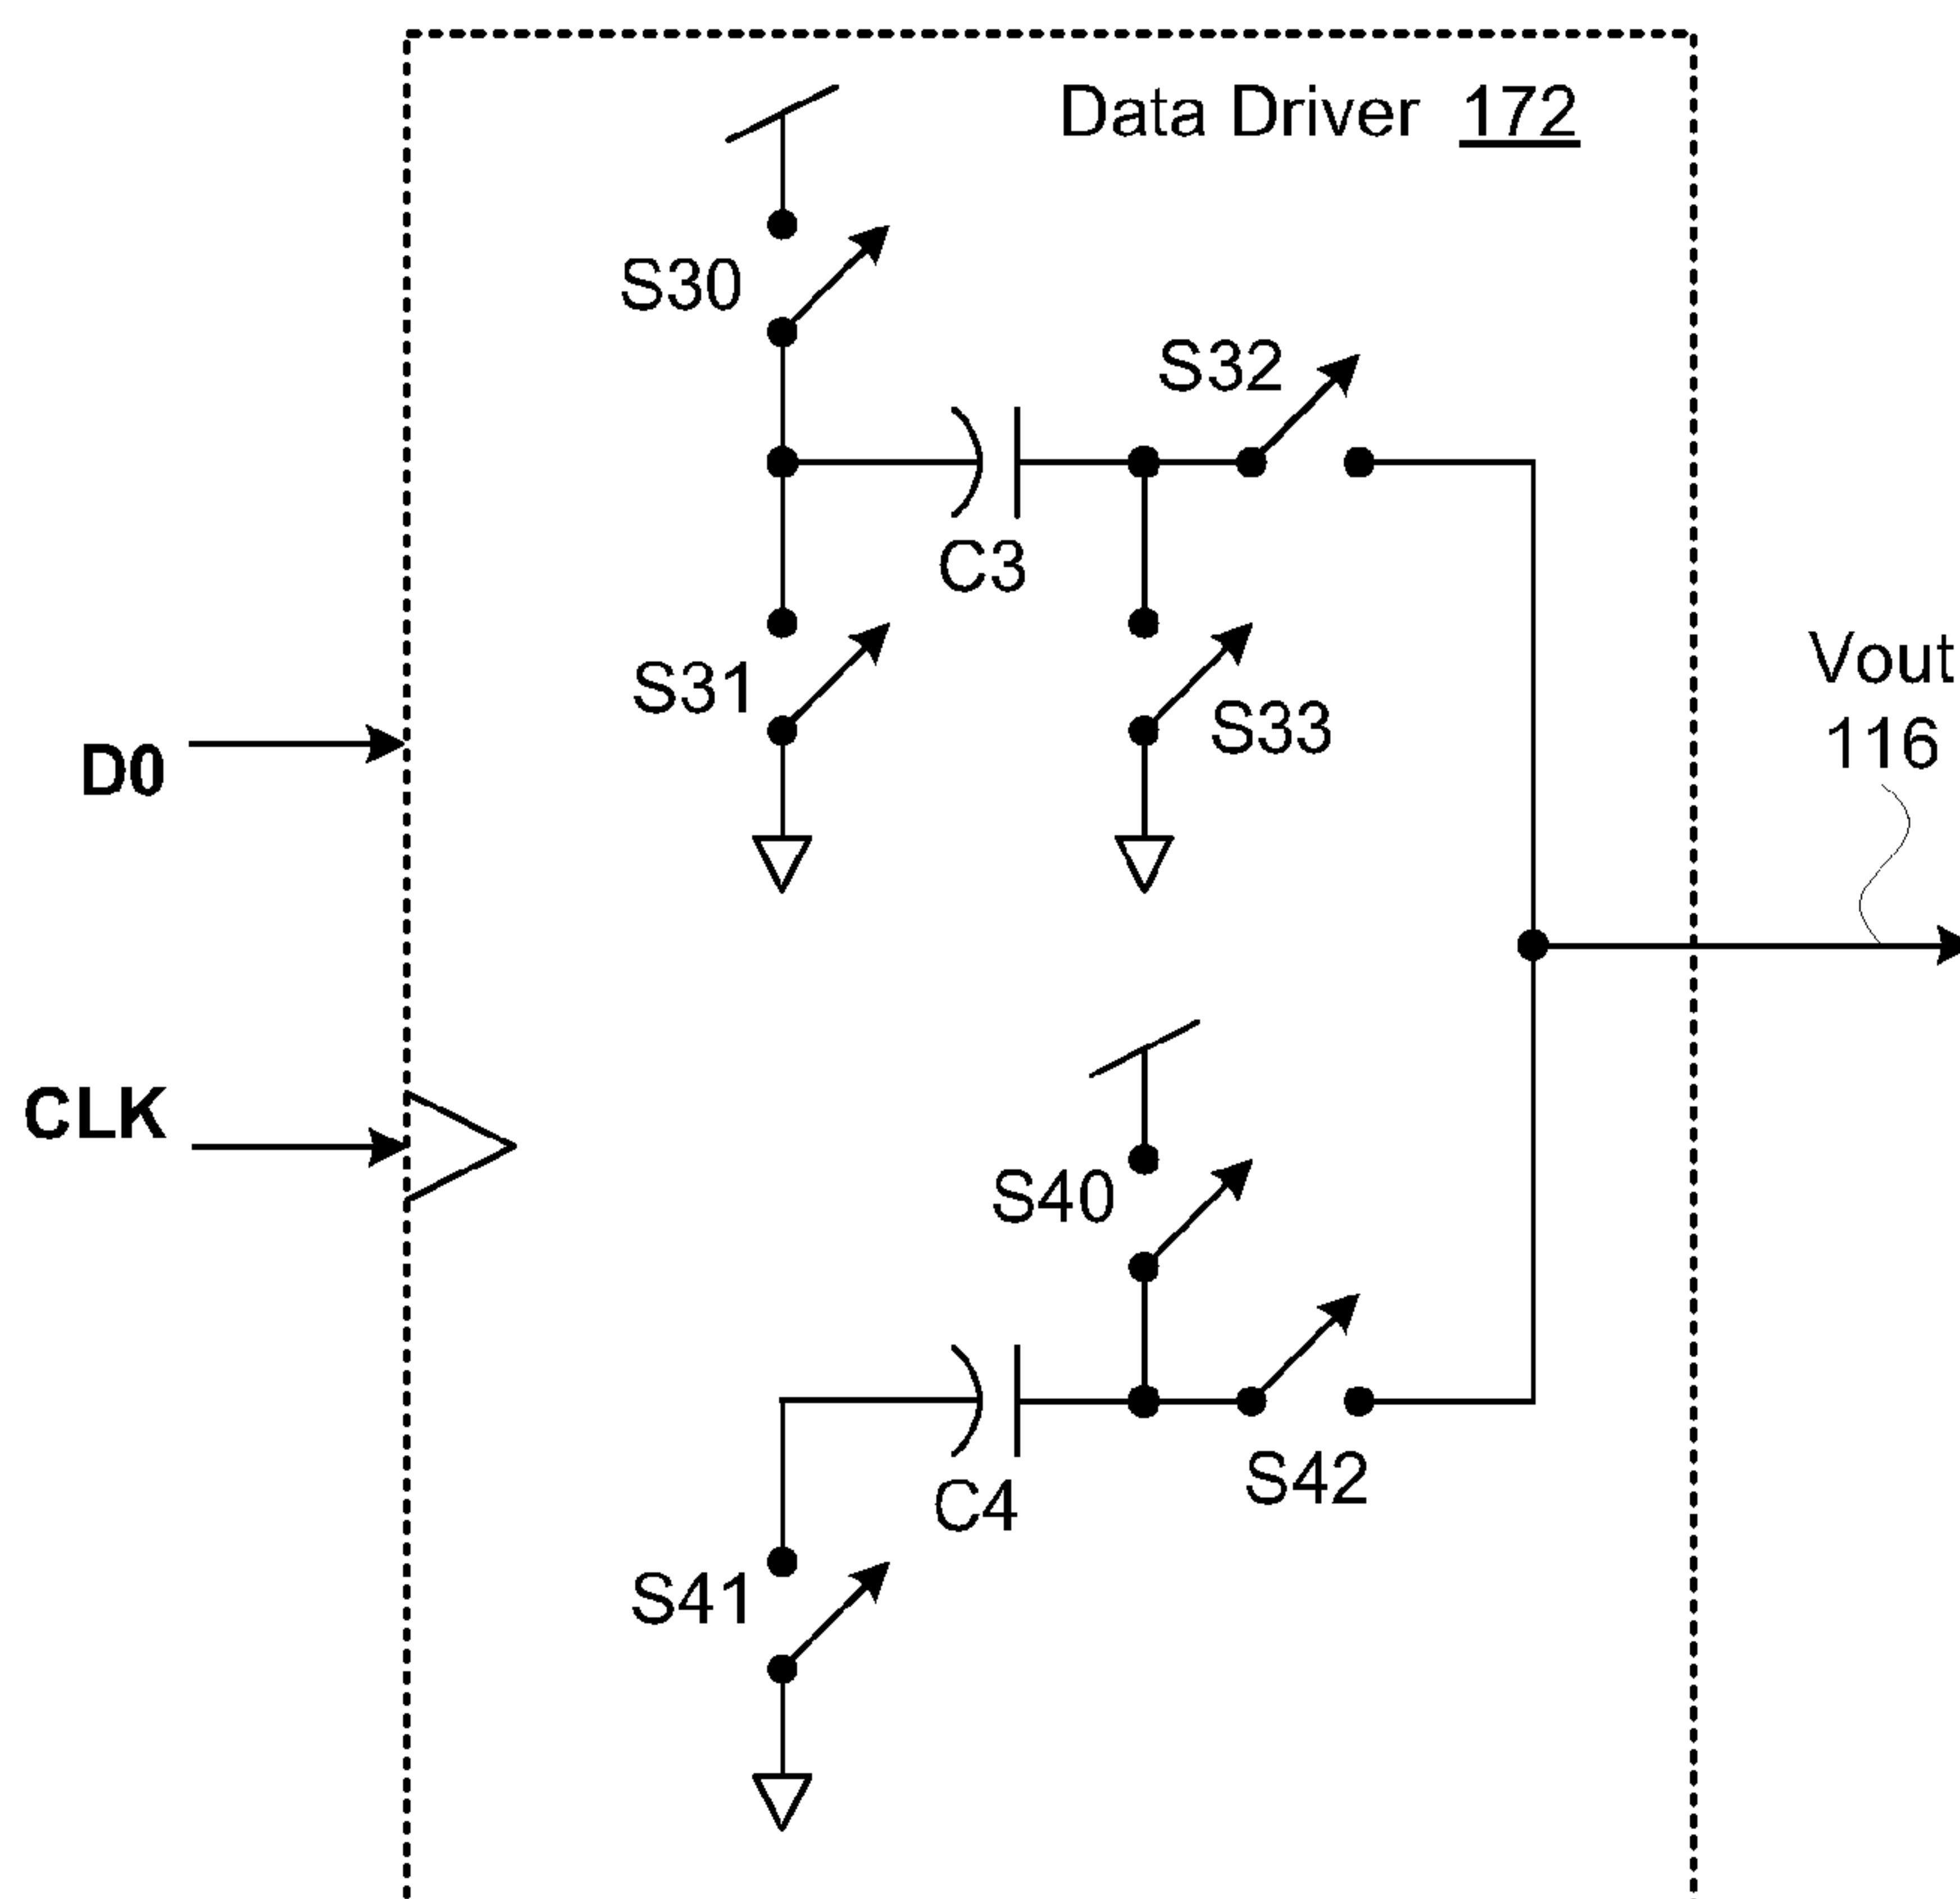 Data Driver 172
S30
S32
C3
S31
S33
Vout
116
D0
CLK
S40
C4
S42
S41